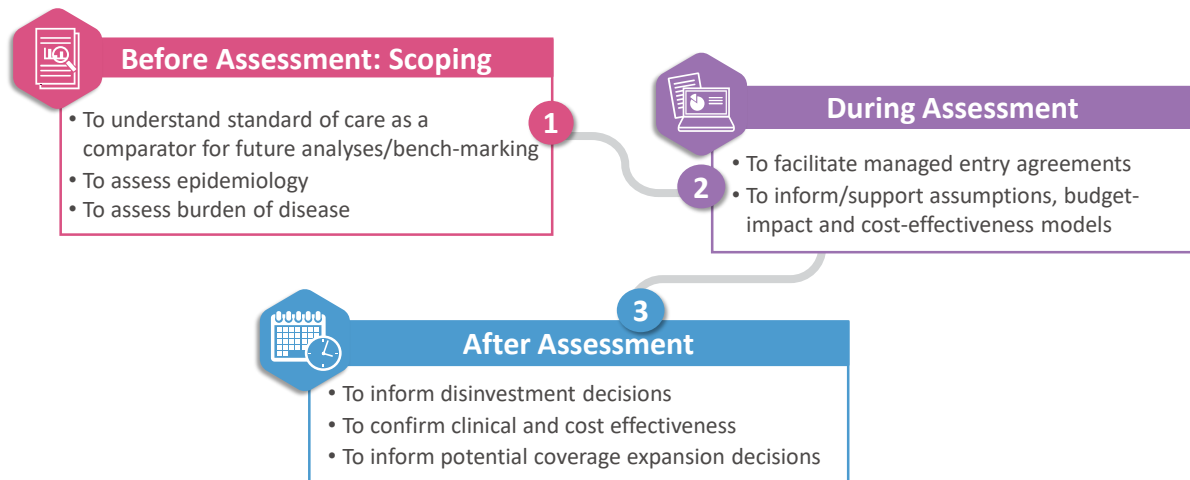 Before Assessment: Scoping
• To understand standard of care as a
comparator for future analyses/bench-marking
• To assess epidemiology
• To assess burden of disease
1
During Assessment
• To facilitate managed entry agreements
• To inform/support assumptions, budget-
impact and cost-effectiveness models
2
3
After Assessment
• To inform disinvestment decisions
• To confirm clinical and cost effectiveness
• To inform potential coverage expansion decisions